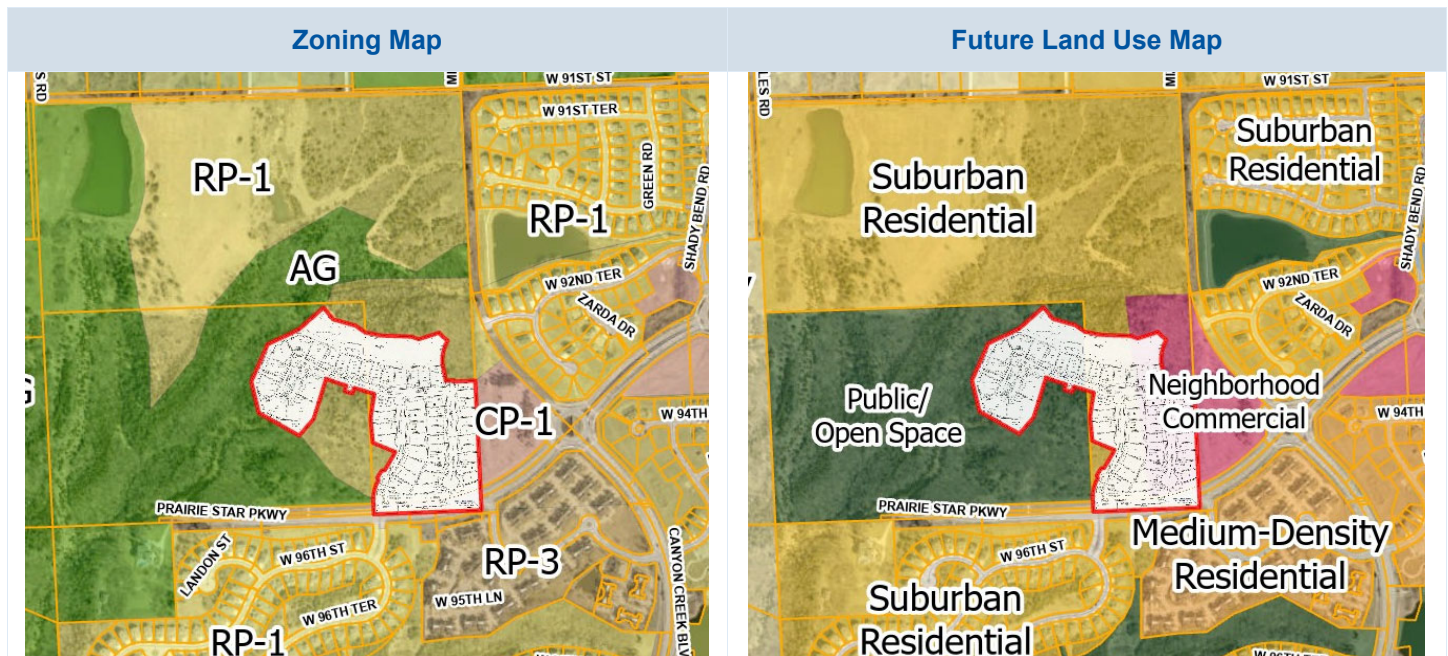 Zoning Map
Future Land Use Map
W 91ST ST
W 91ST TER
RP-1
GREEN RD
RP-1
SHADY BEND RD
AG
W 92ND TER
ZARDA DR
CP-1
PRAIRIE STAR PKWY
LANDON ST
W 96TH ST
RP-3
W 95TH LN
W 96TH TER
CANYON CREEK BLV
RP-1
W 91ST ST
Suburban
Residential
Suburban
Residential
SHADY BEND RD
W 92ND TER
ZARDA DR
Neighborhood
Commercial
Public/
Open Space
W 94TH
PRAIRIE STAR PKWY
Medium-Density
Residential
W 96TH ST
Suburban
Residential